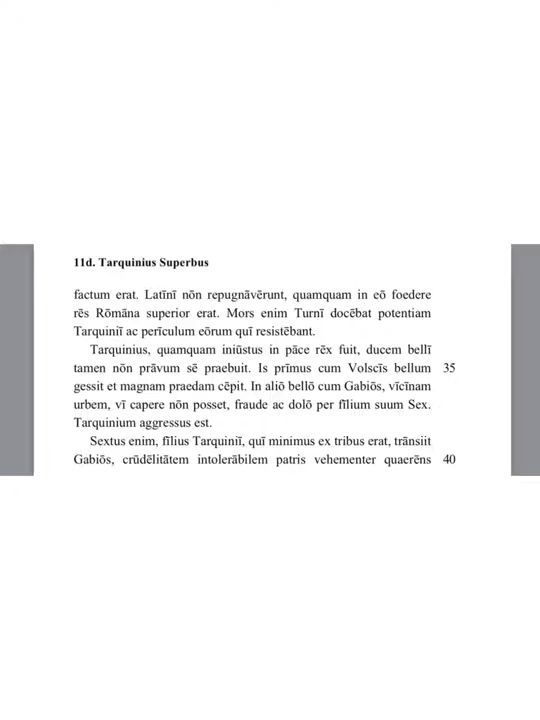 11d. Tarquinius Superbus
factum erat. Latīnī nōn repugnāvērunt, quamquam in eō foedere
rēs Rōmāna superior erat. Mors enim Turnī docēbat potentiam
Tarquiniī ac perīculum eōrum quī resistēbant.
Tarquinius, quamquam iniūstus in pāce rēx fuit, ducem bellī
tamen nōn prāvum sē praebuit. Is prīmus cum Volscīs bellum 35
gessit et magnam praedam cēpit. In aliō bellō cum Gabiōs, vīcīnam
urbem, vī capere nōn posset, fraude ac dolō per fīlium suum Sex.
Tarquinium aggressus est.
Sextus enim, fīlius Tarquiniī, quī minimus ex tribus erat, trānsiit
Gabiōs, crūdēlitātem intolerābilem patris vehementer quaerēns 40